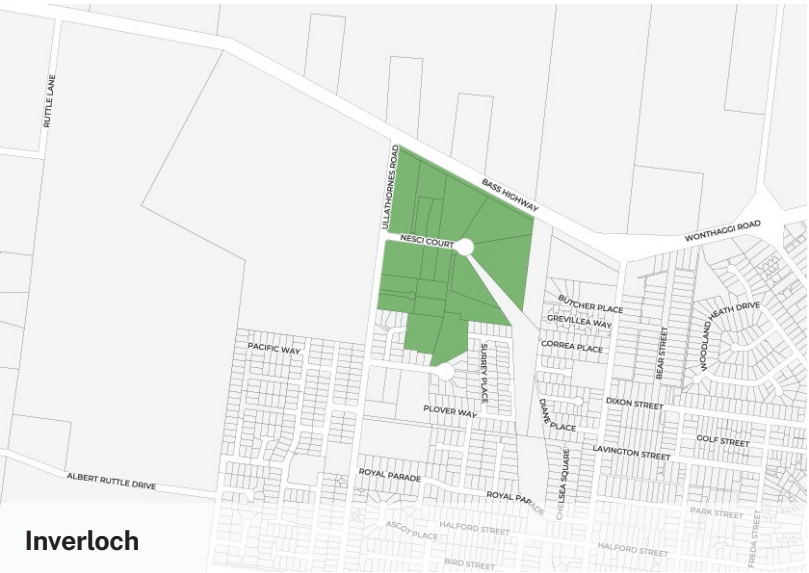 RUTTLE LANE
ULLATHORNES ROAD
BASS HIGHWAY
WONTHAGGI ROAD
NESCI COURT
BUTCHER PLACE
GREVILLEA WAY
WOODLAND HEATH DRIVE
BEAR STREET
CORREA PLACE
PACIFIC WAY
SURREY PLACE
DIXON STREET
PLOVER WAY
DIANE PLACE
GOLF STREET
LAVINGTON STREET
ALBERT RUTTLE DRIVE
ROYAL PARADE
CHELSEA SQUARE
ROYAL PARADE
PARK STREET
FREDA STREET
ASCOT PLACE
HALFORD STREET
HALFORD STREET
BIRD STREET
Inverloch